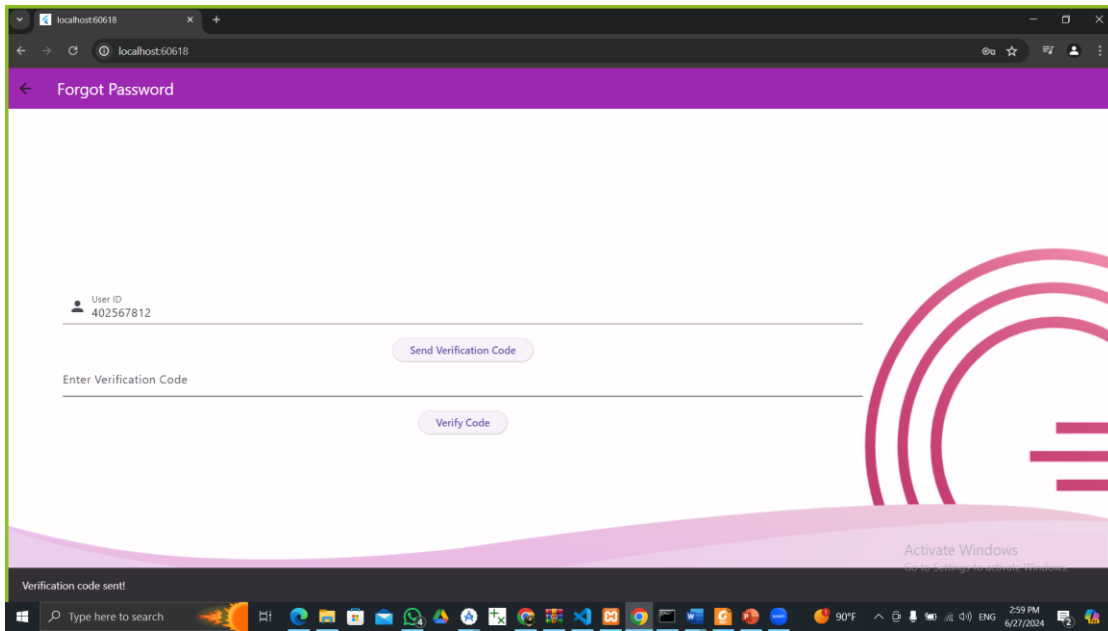 localhost:60618
localhost:60618
Forgot Password
User ID
402567812
Send Verification Code
Enter Verification Code
Verify Code
Activate Windows
Go to Settings to activate Windows.
Verification code sent!
Type here to search
90°F
ENG
2:59 PM
6/27/2024